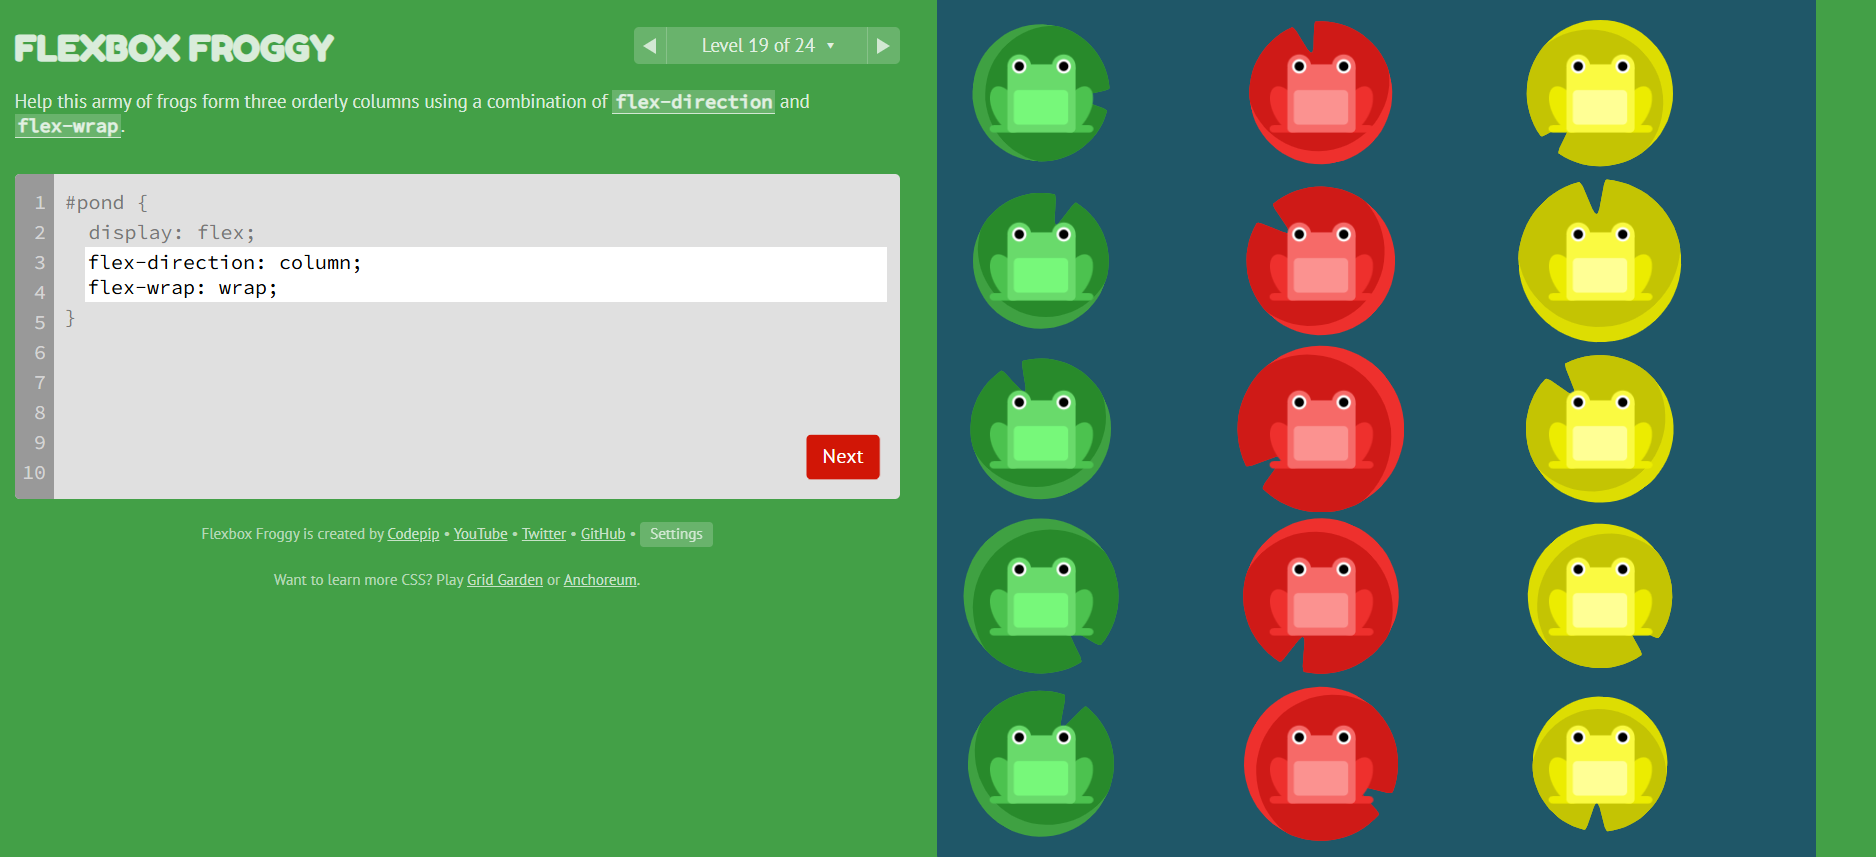 FLEXBOX FROGGY
◀ Level 19 of 24 ▼ ▶
Help this army of frogs form three orderly columns using a combination of flex-direction and
flex-wrap.
1 #pond {
2 display: flex;
3 flex-direction: column;
4 flex-wrap: wrap;
5 }
6
7
8
9
10
Next
Flexbox Froggy is created by Codepip • YouTube • Twitter • GitHub • Settings
Want to learn more CSS? Play Grid Garden or Anchoreum.